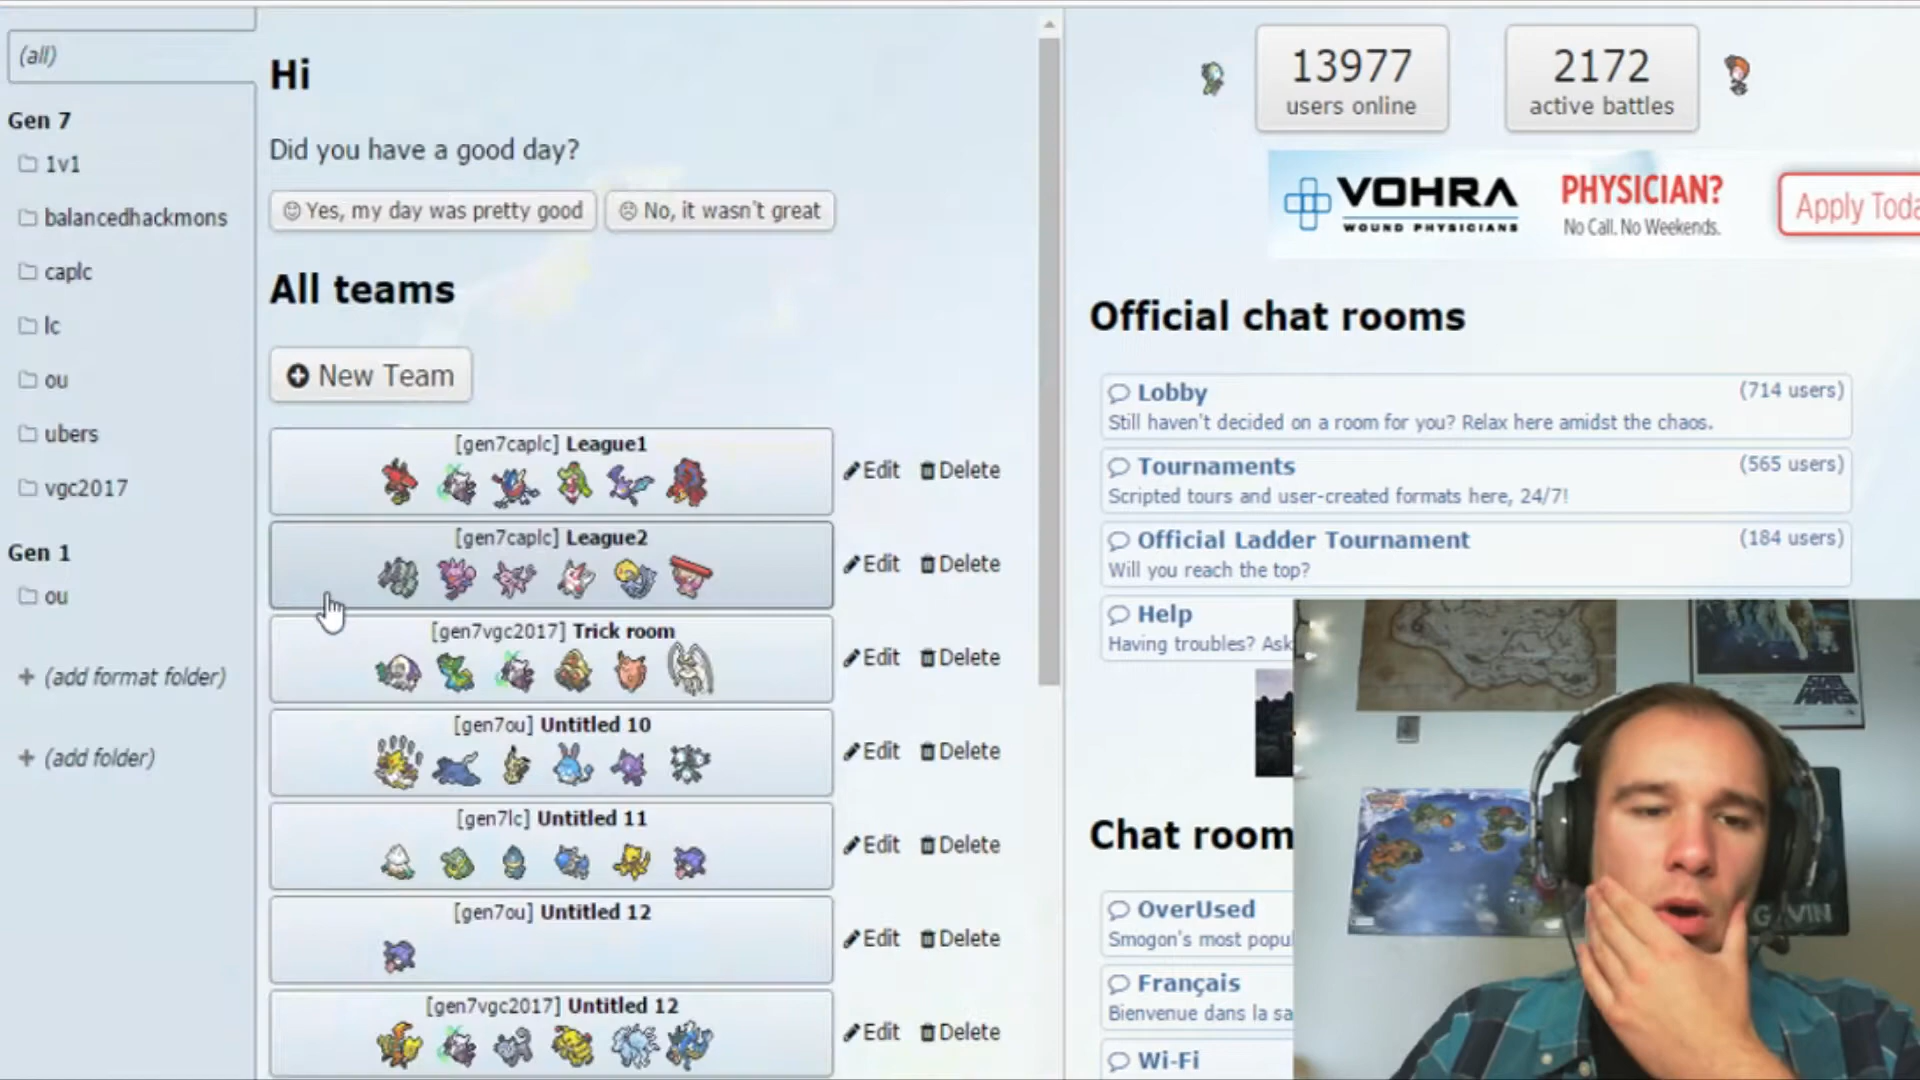 (all)
Gen 7
1v1
balancedhackmons
caplc
lc
ou
ubers
vgc2017
Gen 1
ou
+ (add format folder)
+ (add folder)
Hi
Did you have a good day?
Yes, my day was pretty good
No, it wasn't great
All teams
New Team
[gen7caplc] League1
Edit Delete
[gen7caplc] League2
Edit Delete
[gen7vgc2017] Trick room
Edit Delete
[gen7ou] Untitled 10
Edit Delete
[gen7lc] Untitled 11
Edit Delete
[gen7ou] Untitled 12
Edit Delete
[gen7vgc2017] Untitled 12
Edit Delete
13977
users online
2172
active battles
VOHRA
WOUND PHYSICIANS
PHYSICIAN?
No Call. No Weekends.
Apply Toda
Official chat rooms
Lobby
(714 users)
Still haven't decided on a room for you? Relax here amidst the chaos.
Tournaments
(565 users)
Scripted tours and user-created formats here, 24/7!
Official Ladder Tournament
(184 users)
Will you reach the top?
Help
Having troubles? Ask
Chat room
OverUsed
Smogon's most popul
Français
Bienvenue dans la sa
Wi-Fi
STAR
WARS
G VIN